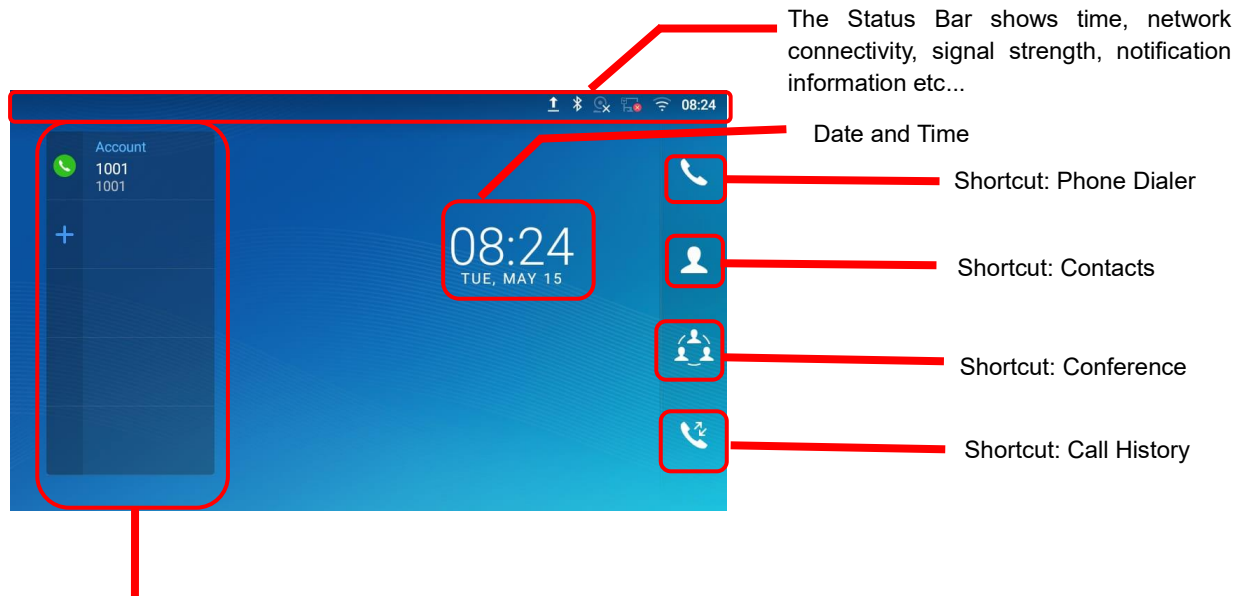 The Status Bar shows time, network
connectivity, signal strength, notification
information etc...
08:24
Date and Time
Account
1001
1001
Shortcut: Phone Dialer
08:24
TUE, MAY 15
Shortcut: Contacts
Shortcut: Conference
Shortcut: Call History